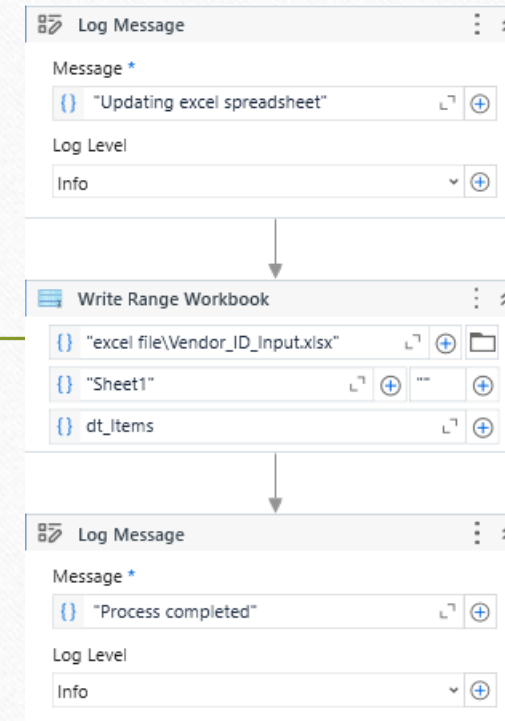 Log Message
Message *
{} "Updating excel spreadsheet"
Log Level
Info
Write Range Workbook
{} "excel file\Vendor_ID_Input.xlsx"
{} "Sheet1" ""
{} dt_Items
Log Message
Message *
{} "Process completed"
Log Level
Info